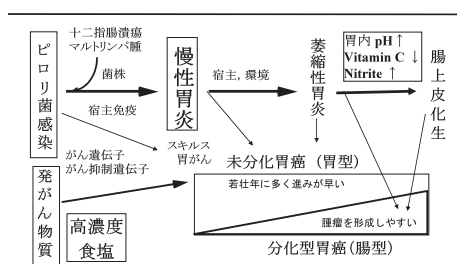 ピロリ菌感染
十二指腸潰瘍
マルトリンパ腫
菌株
宿主免疫
慢性胃炎
宿主, 環境
萎縮性胃炎
胃内 pH ↑
Vitamin C ↓
Nitrite ↑
腸上皮化生
スキルス
胃がん
がん遺伝子
がん抑制遺伝子
発がん物質
高濃度
食塩
未分化胃癌（胃型）
若壮年に多く進みが早い
腫瘤を形成しやすい
分化型胃癌(腸型)